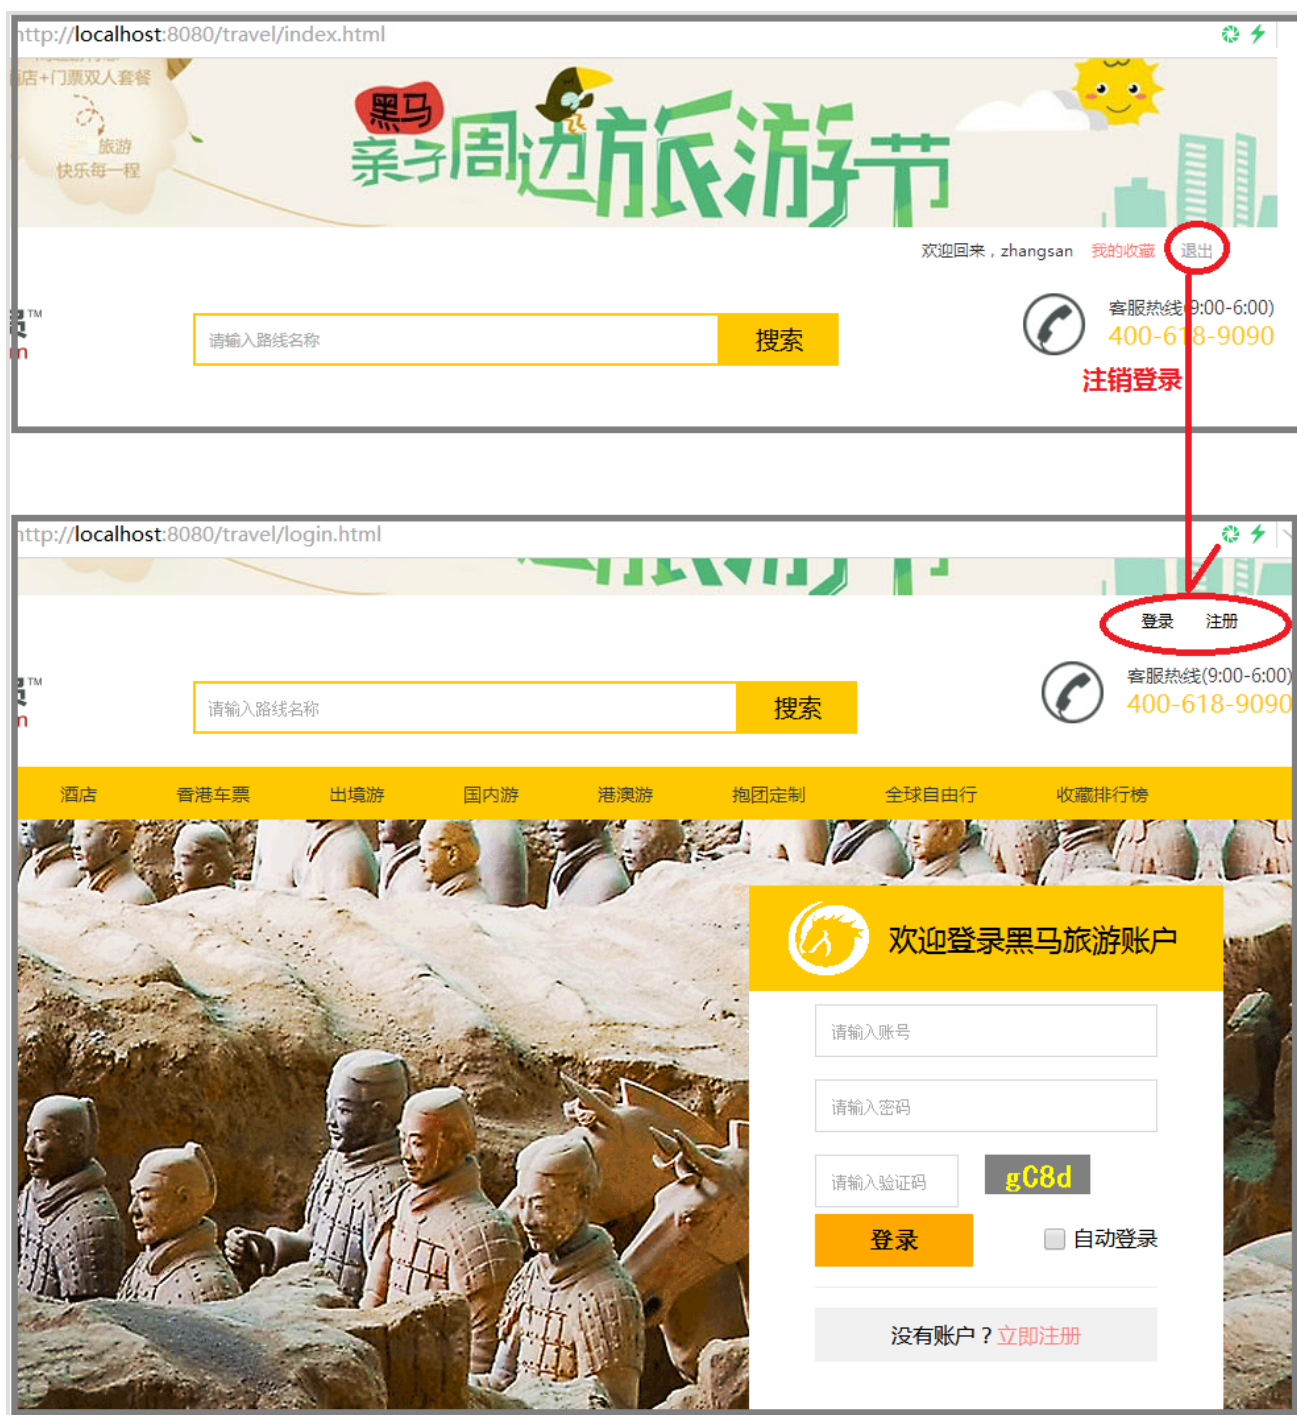 http://localhost:8080/travel/index.html
酒店+门票双人套餐
旅游
快乐每一程
黑马
亲子周边旅游节
欢迎回来，zhangsan 我的收藏 退出
TM
请输入路线名称 搜索
客服热线(9:00-6:00)
400-618-9090
注销登录
http://localhost:8080/travel/login.html
登录 注册
TM
请输入路线名称 搜索
客服热线(9:00-6:00)
400-618-9090
酒店 香港车票 出境游 国内游 港澳游 抱团定制 全球自由行 收藏排行榜
欢迎登录黑马旅游账户
请输入账号
请输入密码
请输入验证码 gC8d
登录 自动登录
没有账户？立即注册